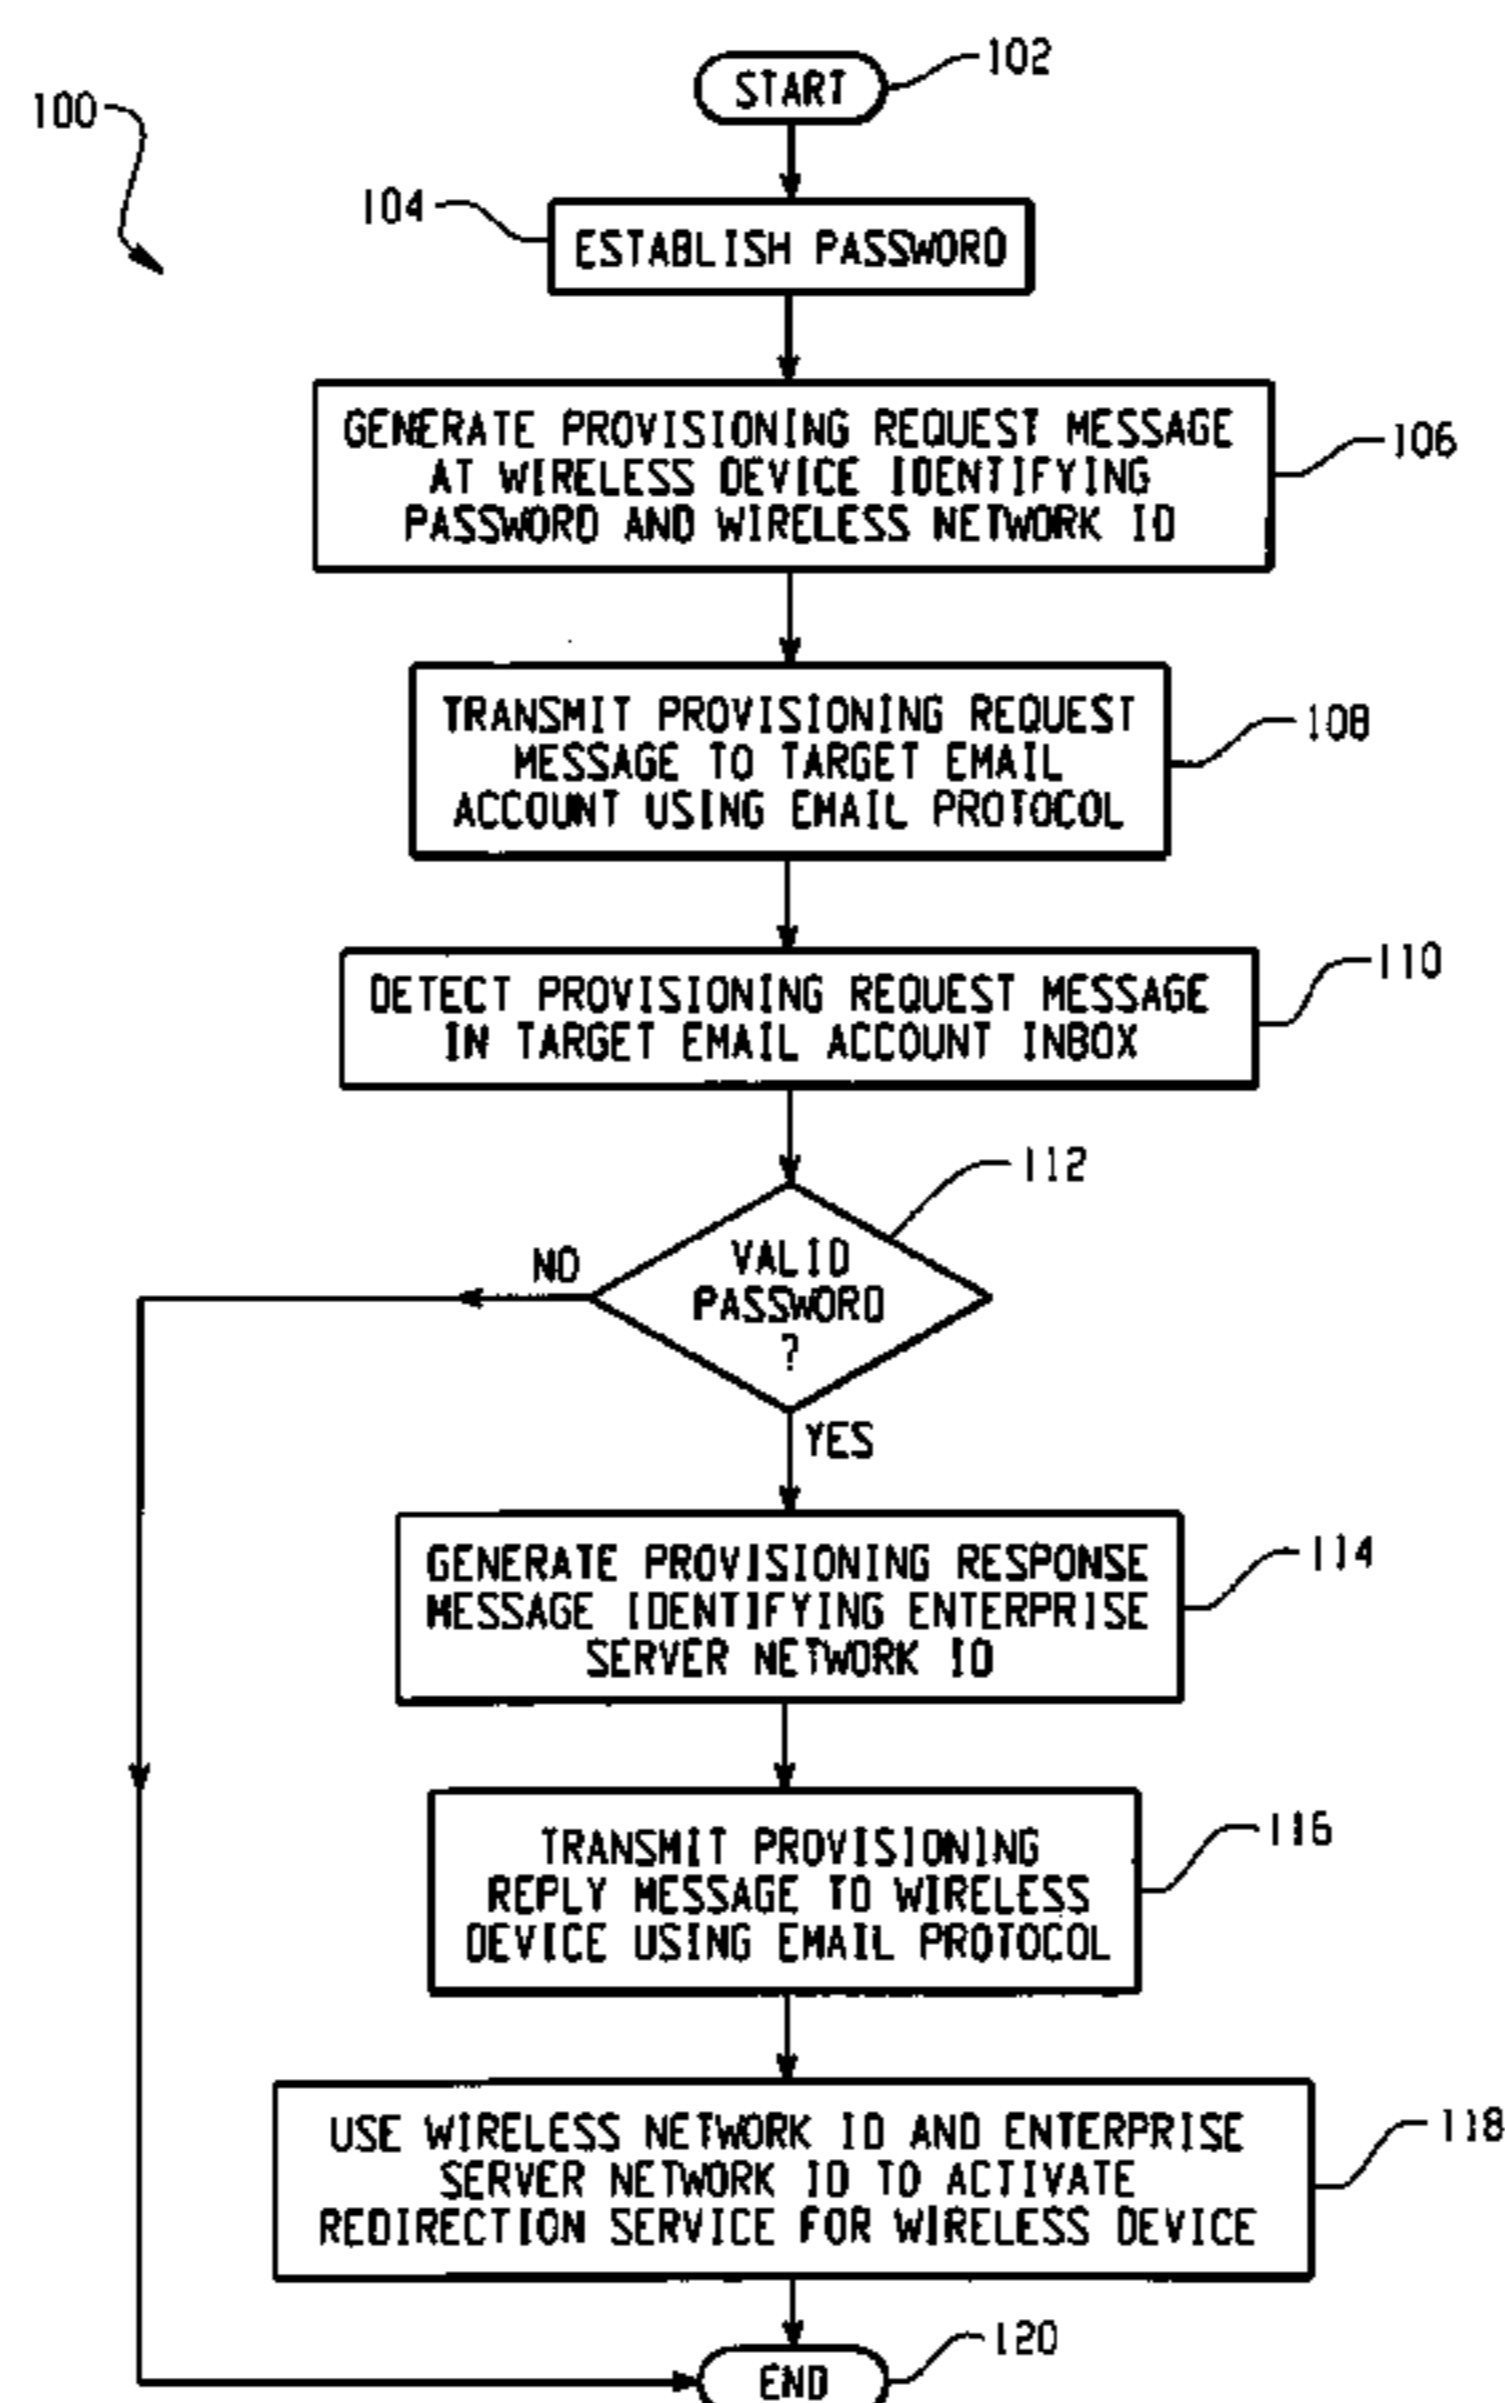 100
START
102
104
ESTABLISH PASSWORD
GENERATE PROVISIONING REQUEST MESSAGE
AT WIRELESS DEVICE IDENTIFYING
PASSWORD AND WIRELESS NETWORK ID
106
TRANSMIT PROVISIONING REQUEST
MESSAGE TO TARGET EMAIL
ACCOUNT USING EMAIL PROTOCOL
108
DETECT PROVISIONING REQUEST MESSAGE
IN TARGET EMAIL ACCOUNT INBOX
110
112
VALID
PASSWORD
?
NO
YES
GENERATE PROVISIONING RESPONSE
MESSAGE IDENTIFYING ENTERPRISE
SERVER NETWORK ID
114
TRANSMIT PROVISIONING
REPLY MESSAGE TO WIRELESS
DEVICE USING EMAIL PROTOCOL
116
USE WIRELESS NETWORK ID AND ENTERPRISE
SERVER NETWORK ID TO ACTIVATE
REDIRECTION SERVICE FOR WIRELESS DEVICE
118
END
120